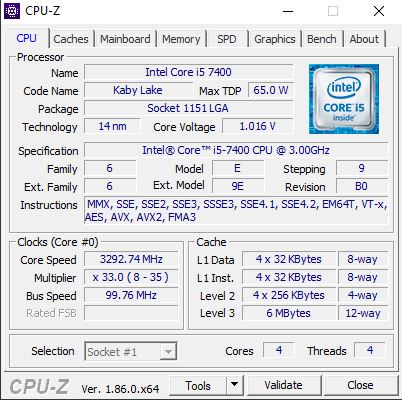 CPU-Z
CPU Caches Mainboard Memory SPD Graphics Bench About
Processor
Name Intel Core i5 7400
Code Name Kaby Lake Max TDP 65.0 W
Package Socket 1151 LGA
Technology 14 nm Core Voltage 1.016 V
intel
CORE i5
inside™
Specification Intel® Core™ i5-7400 CPU @ 3.00GHz
Family 6 Model E Stepping 9
Ext. Family 6 Ext. Model 9E Revision B0
Instructions MMX, SSE, SSE2, SSE3, SSSE3, SSE4.1, SSE4.2, EM64T, VT-x,
AES, AVX, AVX2, FMA3
Clocks (Core #0)
Core Speed 3292.74 MHz
Multiplier x 33.0 ( 8 - 35 )
Bus Speed 99.76 MHz
Rated FSB
Cache
L1 Data 4 x 32 KBytes 8-way
L1 Inst. 4 x 32 KBytes 8-way
Level 2 4 x 256 KBytes 4-way
Level 3 6 MBytes 12-way
Selection Socket #1 Cores 4 Threads 4
CPU-Z Ver. 1.86.0.x64 Tools Validate Close